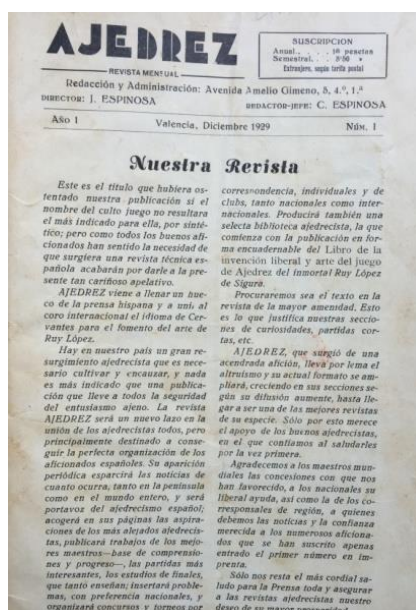 AJEDREZ
REVISTA MENSUAL
SUSCRIPCION
Anual. . . . 10 pesetas
Semestral. . . 5'50 »
Extranjero, según tarifa postal
Redacción y Administración: Avenida Amelio Gimeno, 5, 4.º, 1.ª
DIRECTOR: J. ESPINOSA
REDACTOR-JEFE: C. ESPINOSA
Año I
Valencia, Diciembre 1929
Núm. 1
Nuestra Revista
Este es el título que hubiera os-
tentado nuestra publicación si el
nombre del culto juego no resultara
el más indicado para ella, por sinté-
tico; pero como todos los buenos afi-
cionados han sentido la necesidad de
que surgiera una revista técnica es-
pañola acabarán por darle a la pre-
sente tan cariñoso apelativo.
AJEDREZ viene a llenar un hue-
co de la prensa hispana y a unir al
coro internacional el idioma de Cer-
vantes para el fomento del arte de
Ruy López.
Hay en nuestro país un gran re-
surgimiento ajedrecista que es nece-
sario cultivar y encauzar, y nada
es más indicado que una publica-
ción que lleve a todos la seguridad
del entusiasmo ajeno. La revista
AJEDREZ será un nuevo lazo en la
unión de los ajedrecistas todos, pero
principalmente destinado a conse-
guir la perfecta organización de los
aficionados españoles. Su aparición
periódica esparcirá las noticias de
cuanto ocurra, tanto en la península
como en el mundo entero, y será
portavoz del ajedrecismo español;
acogerá en sus páginas las aspira-
ciones de los más alejados ajedrecis-
tas, publicará trabajos de los mejo-
res maestros—base de comprensio-
nes y progreso—, las partidas más
interesantes, los estudios de finales,
que tanto enseñan; insertará proble-
mas, con preferencia nacionales, y
organizará concursos y torneos por
correspondencia, individuales y de
clubs, tanto nacionales como inter-
nacionales. Producirá también una
selecta biblioteca ajedrecista, la que
comienza con la publicación en for-
ma encuadernable del Libro de la
invención liberal y arte del juego
de Ajedrez del inmortal Ruy López
de Sigura.
Procuraremos sea el texto en la
revista de la mayor amenidad. Esto
es lo que justifica nuestras seccio-
nes de curiosidades, partidas cor-
tas, etc.
AJEDREZ, que surgió de una
acendrada afición, lleva por lema el
altruismo y su actual formato se am-
pliará, creciendo en sus secciones se-
gún su difusión aumente, hasta lle-
gar a ser una de las mejores revistas
de su especie. Sólo por esto merece
el apoyo de los buenos ajedrecistas,
en el que confiamos al saludarles
por la vez primera.
Agradecemos a los maestros mun-
diales las concesiones con que nos
han favorecido, a los nacionales su
liberal ayuda, así como la de los co-
rresponsales de región, a quienes
debemos las noticias y la confianza
merecida a los numerosos aficiona-
dos que se han suscrito apenas
entrado el primer número en im-
prenta.
Sólo nos resta el más cordial sa-
ludo para la Prensa toda y asegurar
a las revistas ajedrecistas nuestro
deseo de su mayor